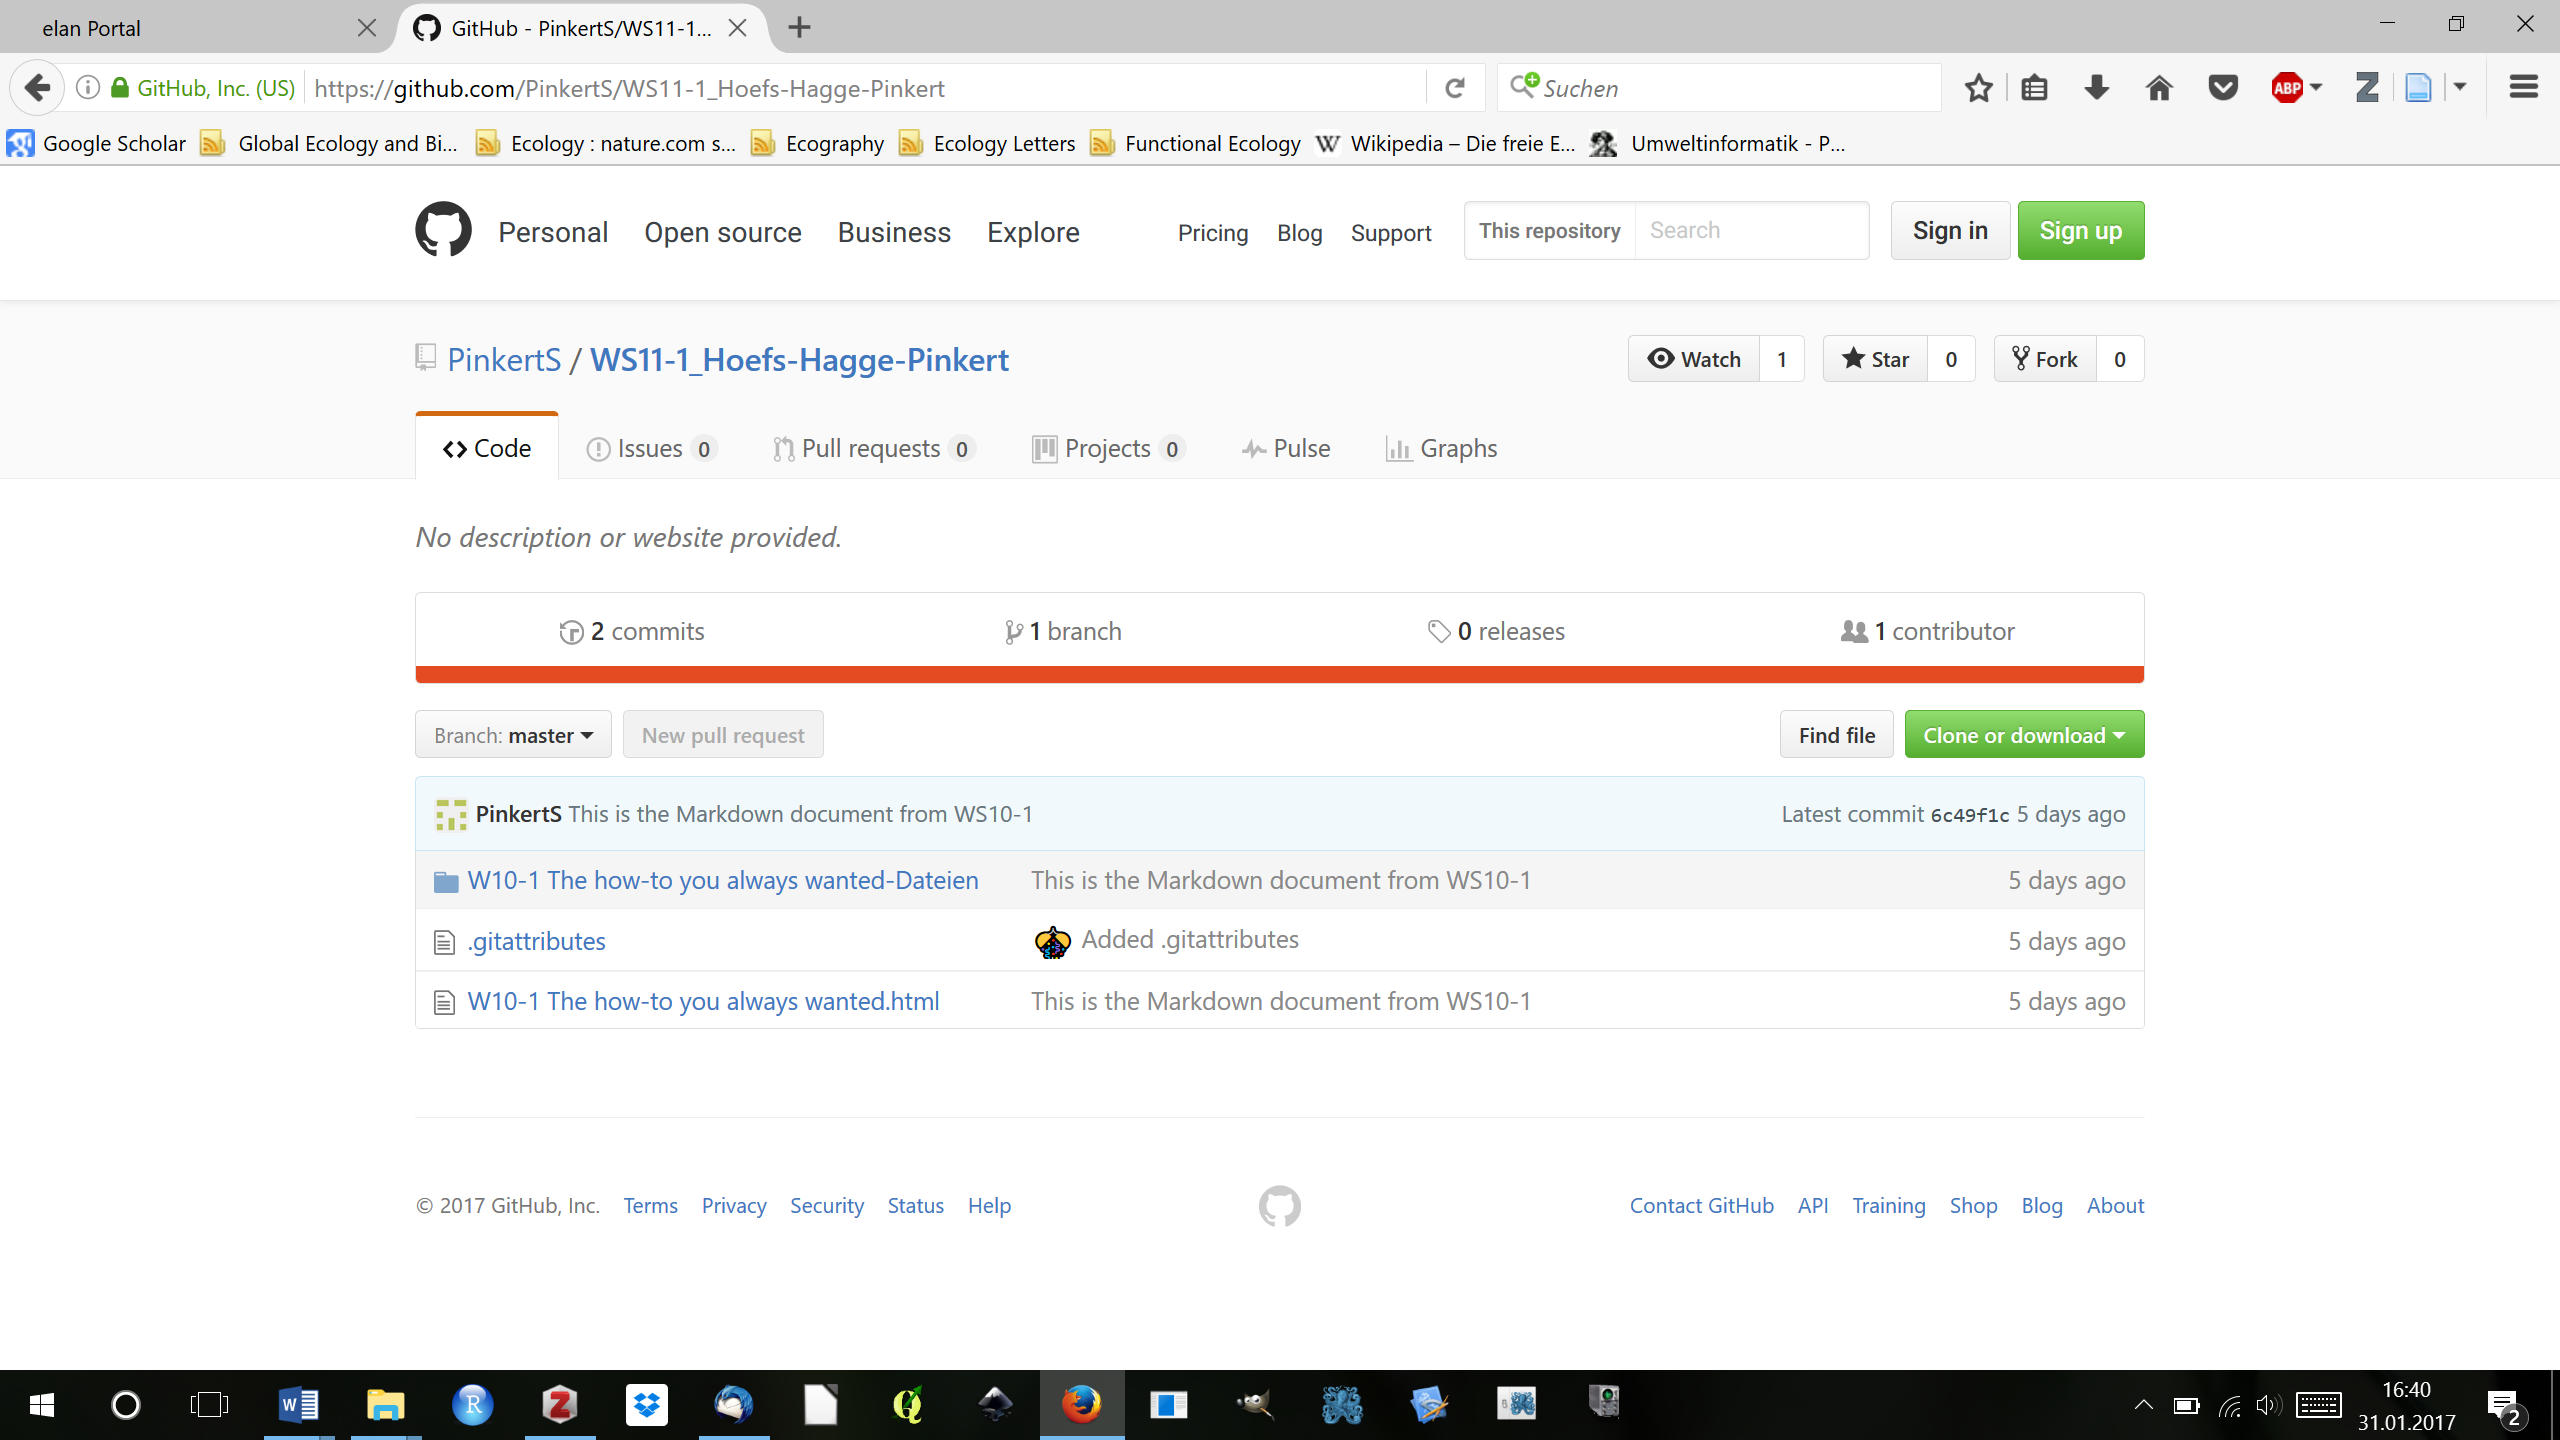 elan Portal
GitHub - PinkertS/WS11-1...
GitHub, Inc. (US) https://github.com/PinkertS/WS11-1_Hoefs-Hagge-Pinkert
Suchen
ABP
Google Scholar Global Ecology and Bi... Ecology : nature.com s... Ecography Ecology Letters Functional Ecology Wikipedia – Die freie E... Umweltinformatik - P...
Personal Open source Business Explore Pricing Blog Support This repository Search Sign in Sign up
PinkertS / WS11-1_Hoefs-Hagge-Pinkert Watch 1 Star 0 Fork 0
Code Issues 0 Pull requests 0 Projects 0 Pulse Graphs
No description or website provided.
2 commits 1 branch 0 releases 1 contributor
Branch: master New pull request Find file Clone or download
PinkertS This is the Markdown document from WS10-1 Latest commit 6c49f1c 5 days ago
W10-1 The how-to you always wanted-Dateien This is the Markdown document from WS10-1 5 days ago
.gitattributes Added .gitattributes 5 days ago
W10-1 The how-to you always wanted.html This is the Markdown document from WS10-1 5 days ago
© 2017 GitHub, Inc. Terms Privacy Security Status Help Contact GitHub API Training Shop Blog About
16:40
31.01.2017
2